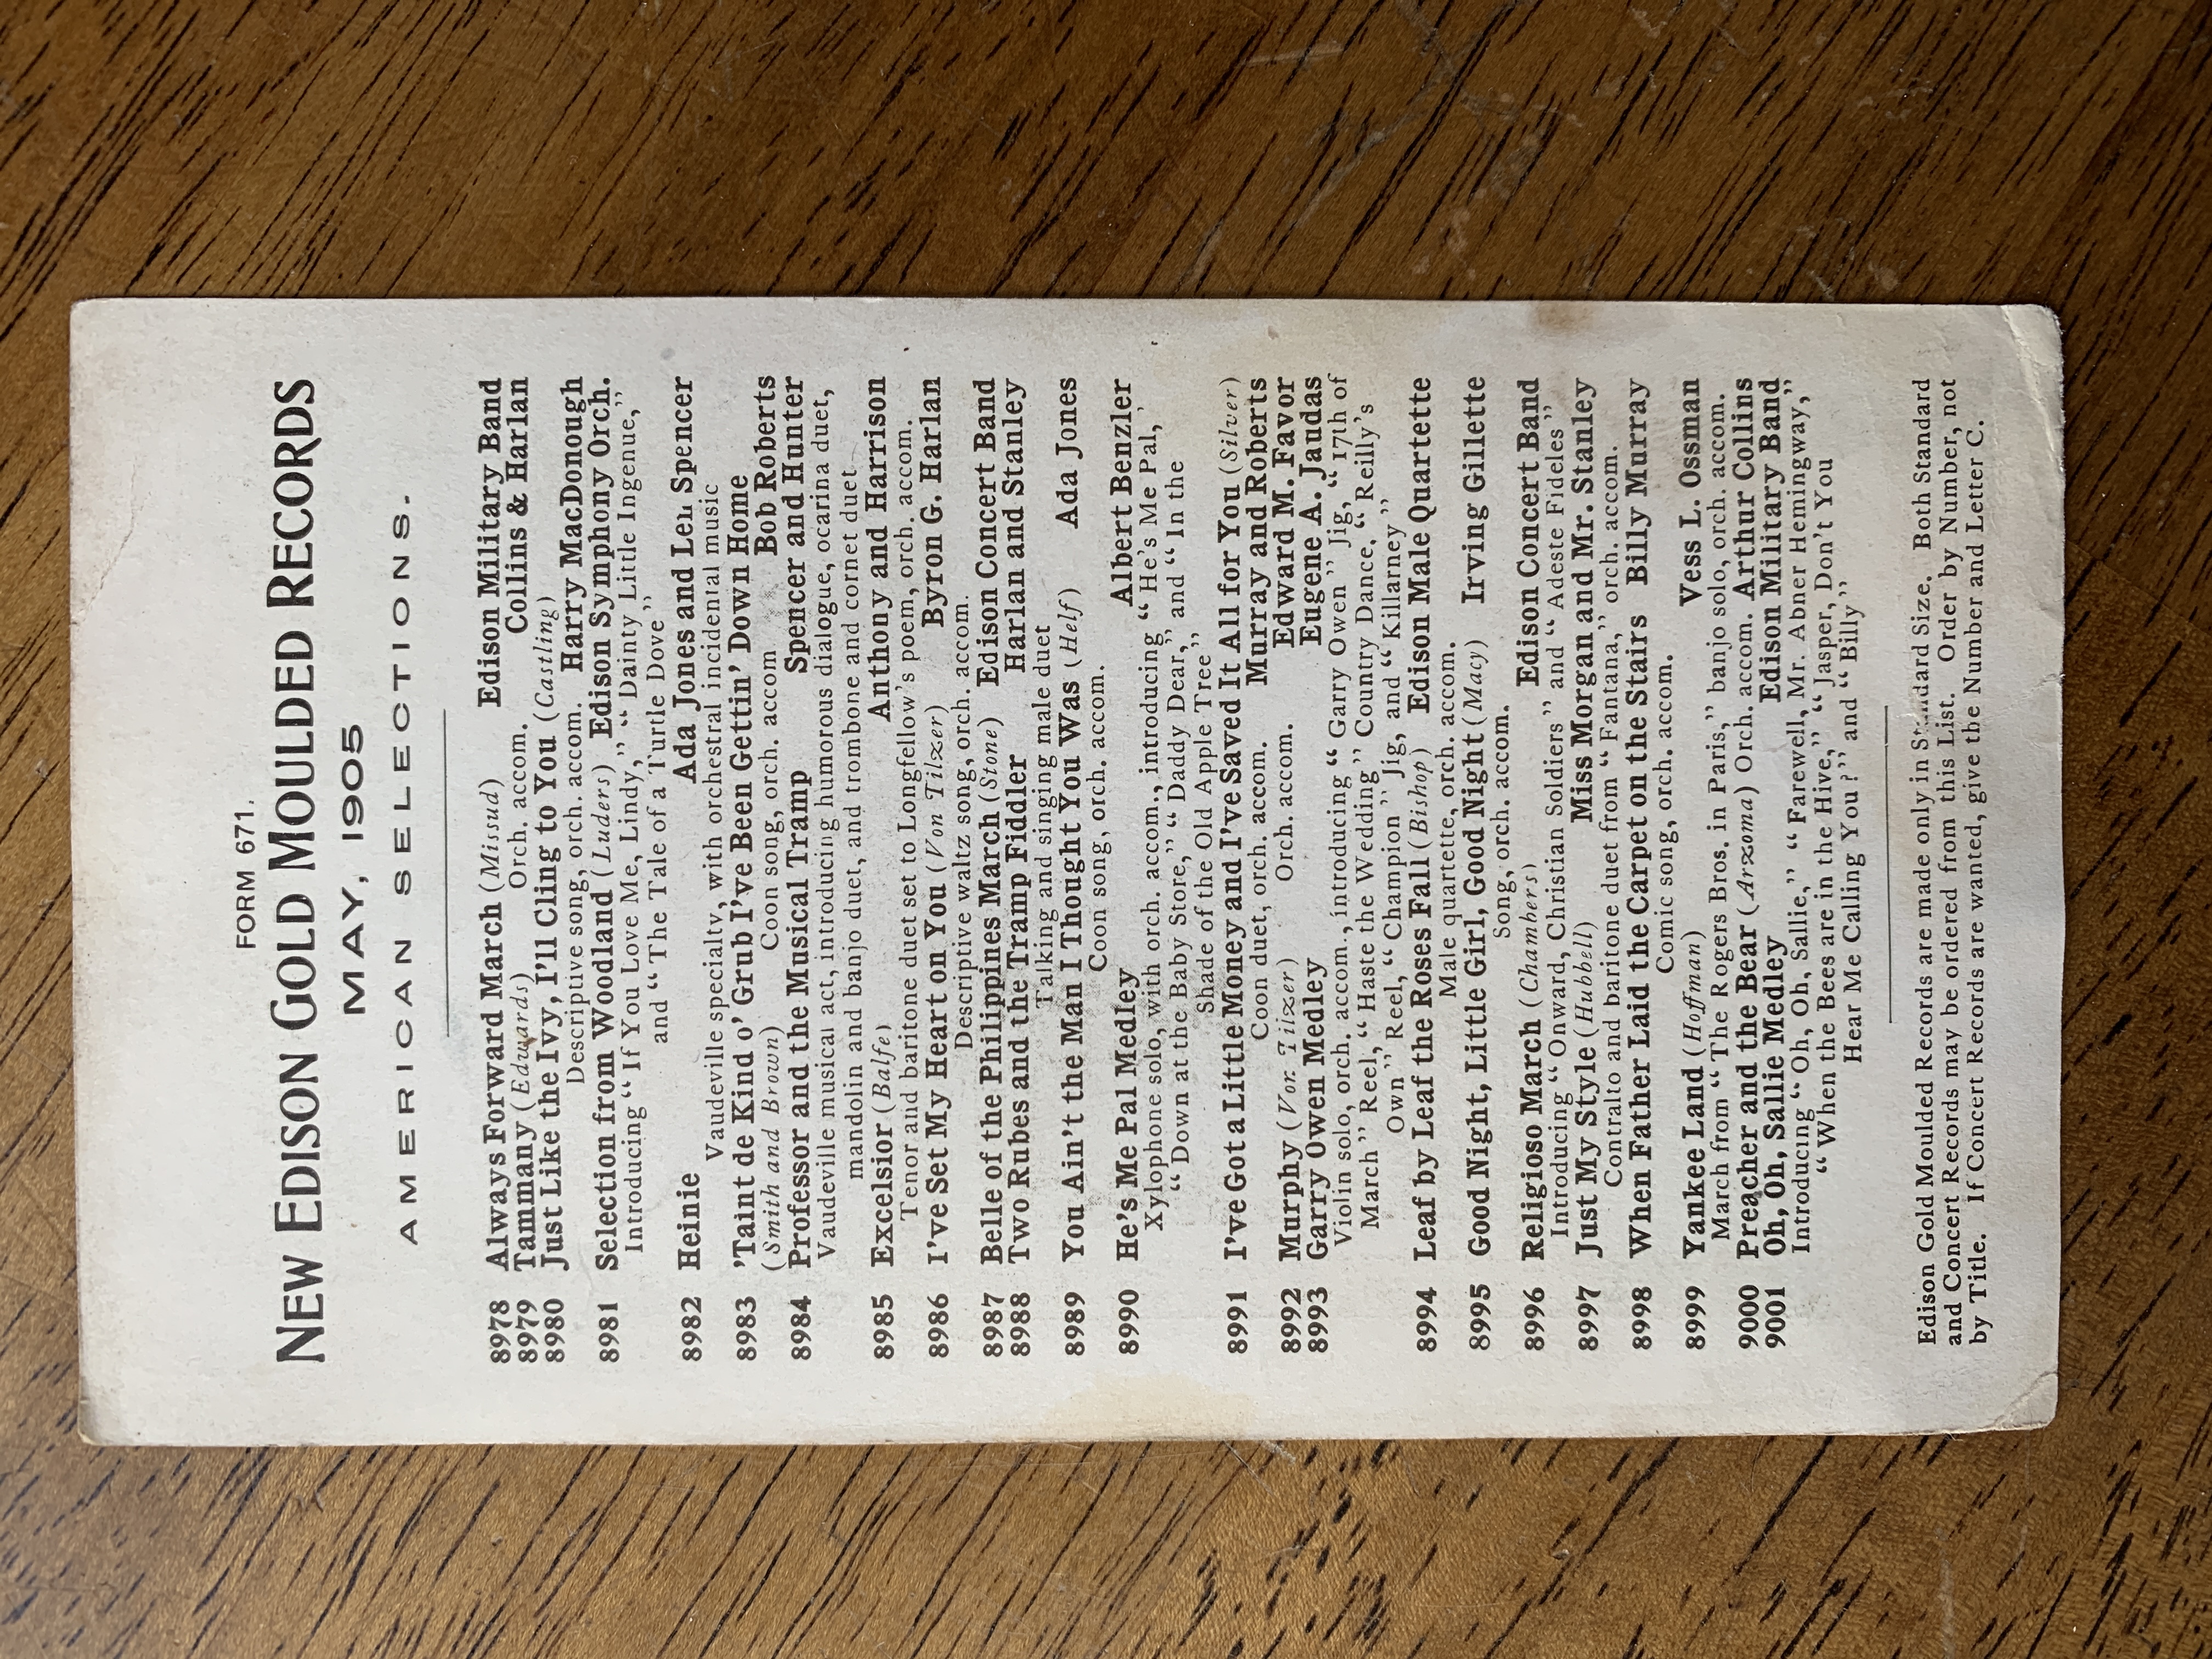 FORM 671.
NEW EDISON GOLD MOULDED RECORDS
MAY, 1905
AMERICAN SELECTIONS.
8978 Always Forward March (Missud) Edison Military Band
8979 Tammany (Edwards) Orch. accom. Collins & Harlan
8980 Just Like the Ivy, I'll Cling to You (Castling)
Descriptive song, orch. accom. Harry MacDonough
8981 Selection from Woodland (Luders) Edison Symphony Orch.
Introducing "If You Love Me, Lindy," "Dainty Little Ingenue,"
and "The Tale of a Turtle Dove"
8982 Heinie Ada Jones and Len Spencer
Vaudeville specialty, with orchestral incidental music
8983 'Taint de Kind o' Grub I've Been Gettin' Down Home
(Smith and Brown) Coon song, orch. accom Bob Roberts
8984 Professor and the Musical Tramp Spencer and Hunter
Vaudeville musical act, introducing humorous dialogue, ocarina duet,
mandolin and banjo duet, and trombone and cornet duet
8985 Excelsior (Balfe) Anthony and Harrison
Tenor and baritone duet set to Longfellow's poem, orch. accom.
8986 I've Set My Heart on You (Von Tilzer) Byron G. Harlan
Descriptive waltz song, orch. accom.
8987 Belle of the Philippines March (Stone) Edison Concert Band
8988 Two Rubes and the Tramp Fiddler Harlan and Stanley
Talking and singing male duet
8989 You Ain't the Man I Thought You Was (Helf) Ada Jones
Coon song, orch. accom.
8990 He's Me Pal Medley Albert Benzler
Xylophone solo, with orch. accom., introducing "He's Me Pal,"
"Down at the Baby Store," "Daddy Dear," and "In the
Shade of the Old Apple Tree"
8991 I've Got a Little Money and I've Saved It All for You (Silver)
Coon duet, orch. accom. Murray and Roberts
8992 Murphy (Von Tilzer) Orch. accom. Edward M. Favor
8993 Garry Owen Medley Eugene A. Jaudas
Violin solo, orch. accom., introducing "Garry Owen" Jig, "17th of
March" Reel, "Haste the Wedding" Country Dance, "Reilly's
Own" Reel, "Champion" Jig, and "Killarney"
8994 Leaf by Leaf the Roses Fall (Bishop) Edison Male Quartette
Male quartette, orch. accom.
8995 Good Night, Little Girl, Good Night (Macy) Irving Gillette
Song, orch. accom.
8996 Religioso March (Chambers) Edison Concert Band
Introducing "Onward, Christian Soldiers" and "Adeste Fideles"
8997 Just My Style (Hubbell) Miss Morgan and Mr. Stanley
Contralto and baritone duet from "Fantana," orch. accom.
8998 When Father Laid the Carpet on the Stairs Billy Murray
Comic song, orch. accom.
8999 Yankee Land (Hoffman) Vess L. Ossman
March from "The Rogers Bros. in Paris," banjo solo, orch. accom.
9000 Preacher and the Bear (Arzoma) Orch. accom. Arthur Collins
9001 Oh, Oh, Sallie Medley Edison Military Band
Introducing "Oh, Oh, Sallie," "Farewell, Mr. Abner Hemingway,"
"When the Bees are in the Hive," "Jasper, Don't You
Hear Me Calling You?" and "Billy"
Edison Gold Moulded Records are made only in Standard Size. Both Standard
and Concert Records may be ordered from this List. Order by Number, not
by Title. If Concert Records are wanted, give the Number and Letter C.